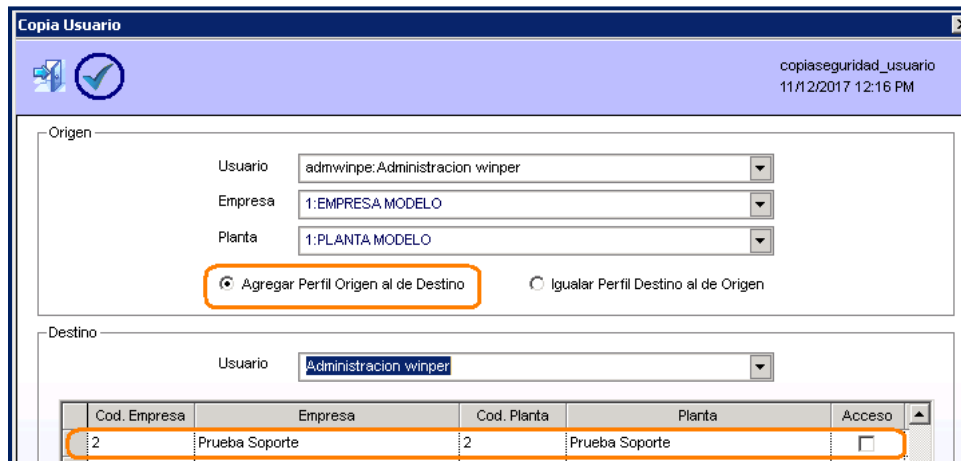 Copia Usuario
copiaseguridad_usuario
11/12/2017 12:16 PM
Origen
Usuario admwinpe:Administracion winper
Empresa 1:EMPRESA MODELO
Planta 1:PLANTA MODELO
Agregar Perfil Origen al de Destino Igualar Perfil Destino al de Origen
Destino
Usuario Administracion winper
Cod. Empresa Empresa Cod. Planta Planta Acceso
2 Prueba Soporte 2 Prueba Soporte